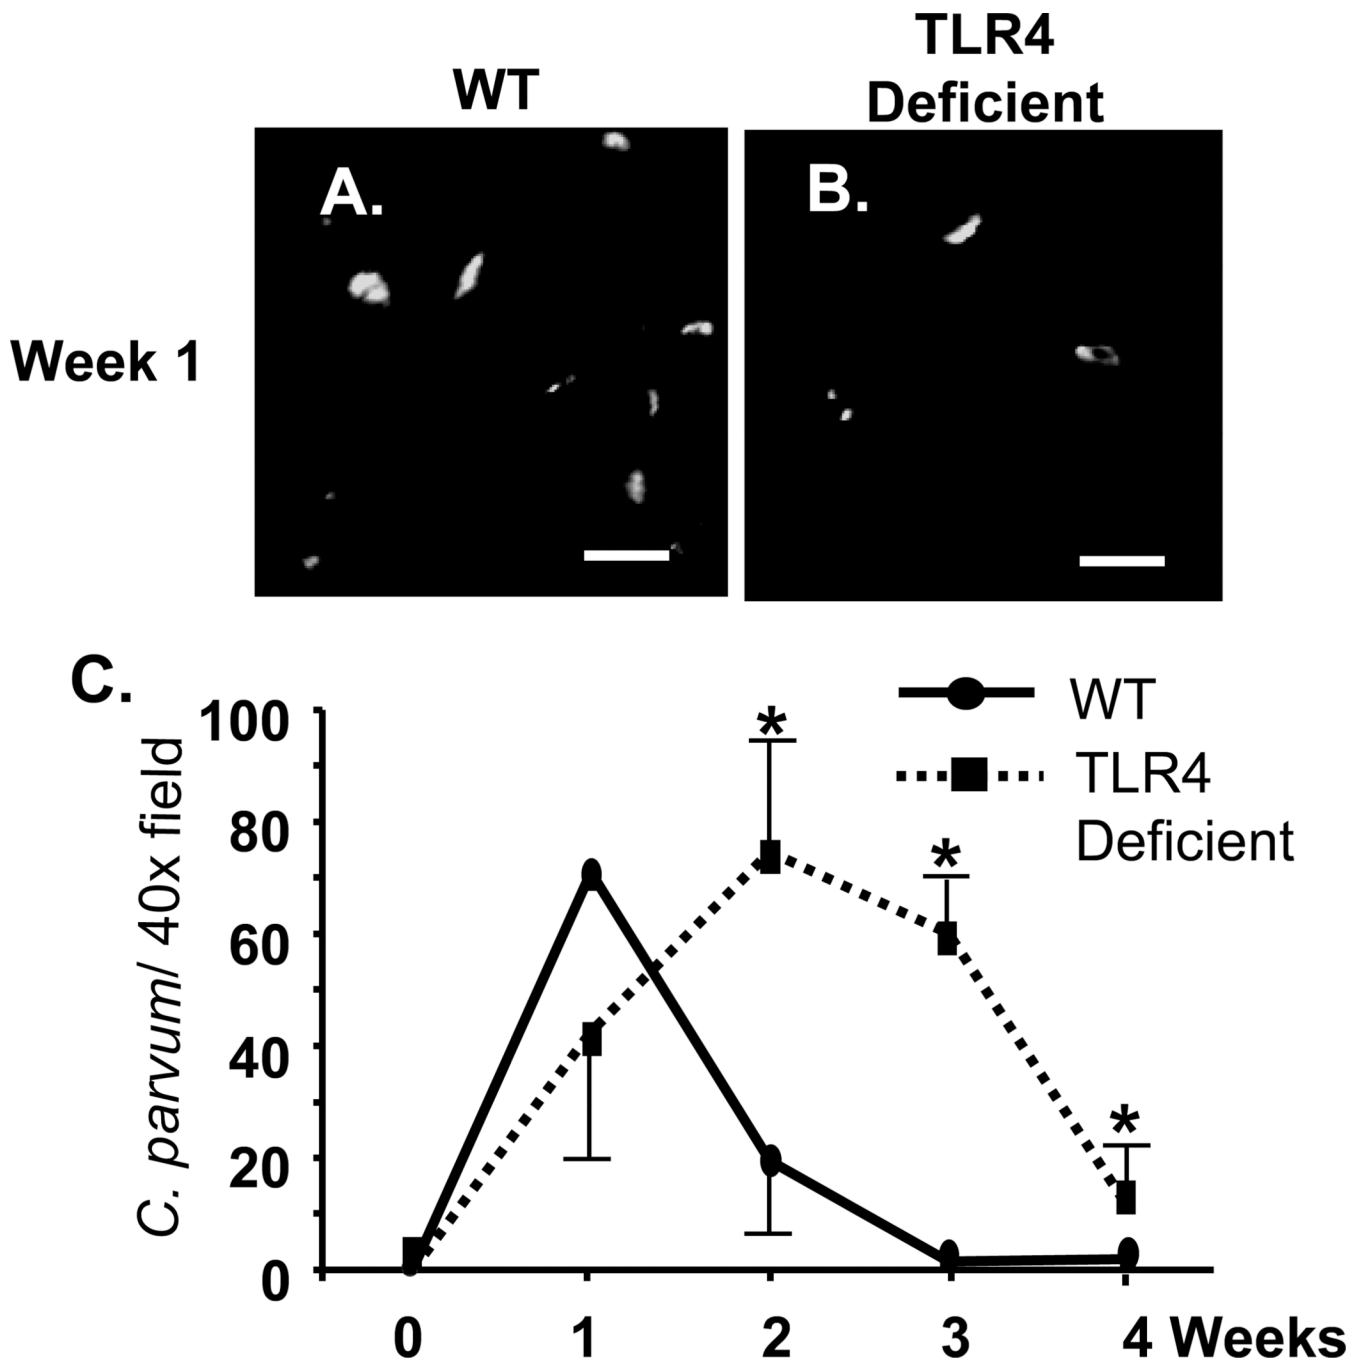 WT
TLR4
Deficient
A.
B.
Week 1
C.
WT
TLR4
Deficient
C. parvum/ 40x field
100
80
60
40
20
0
*
*
*
0 1 2 3 4 Weeks